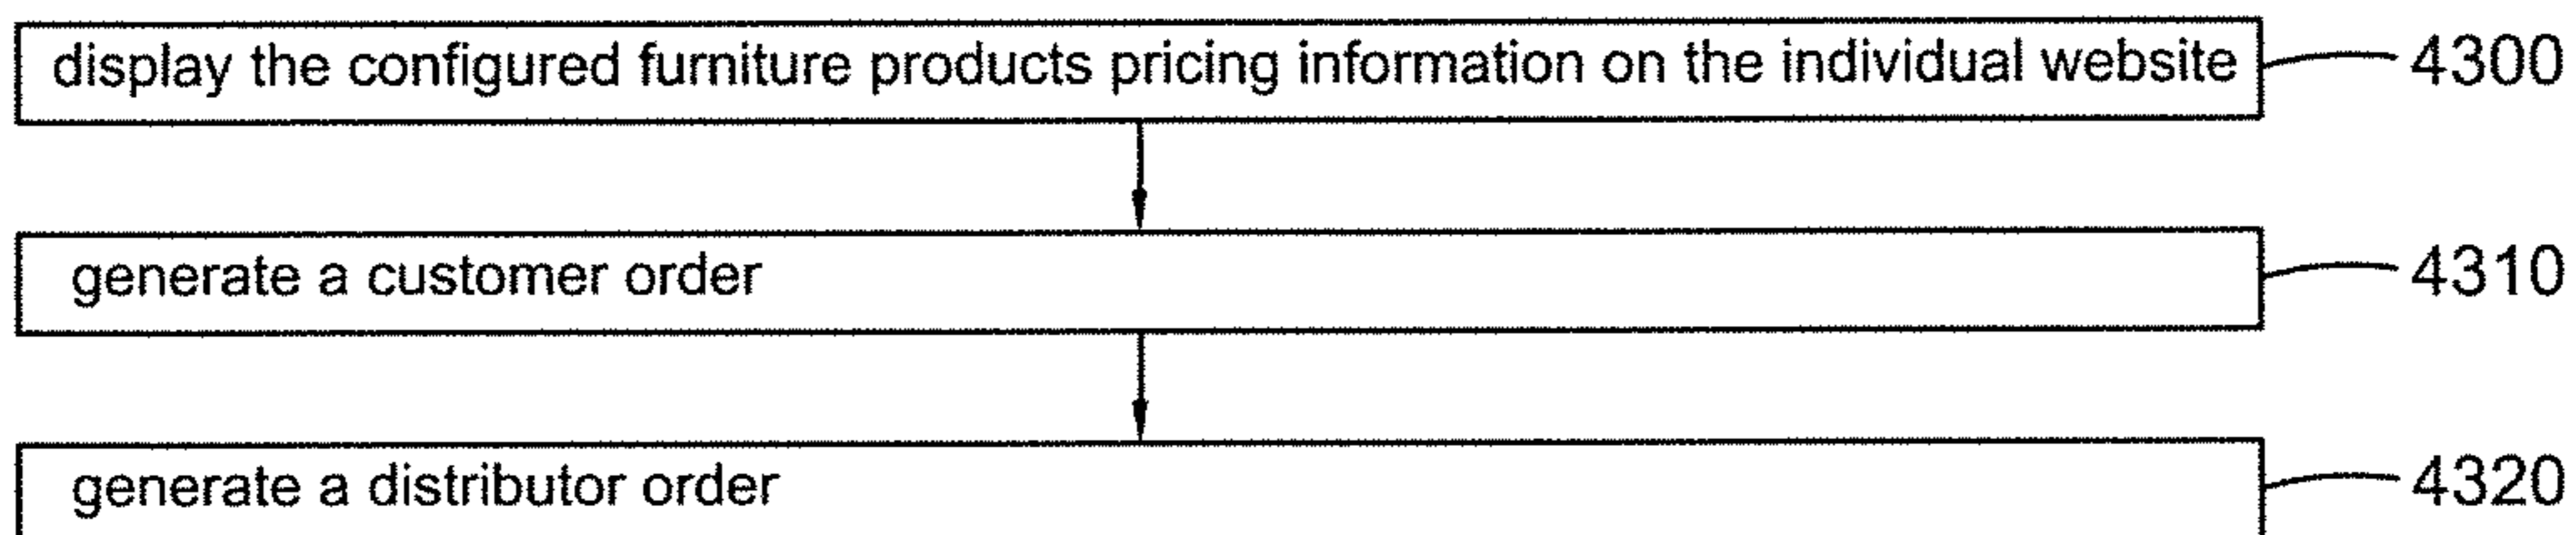 display the configured furniture products pricing information on the individual website 4300
generate a customer order 4310
generate a distributor order 4320